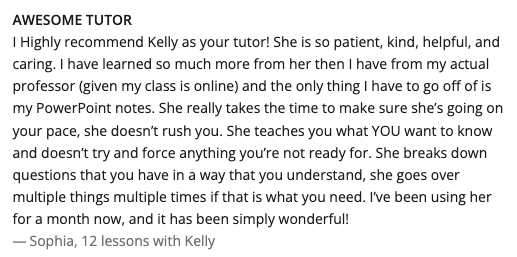 AWESOME TUTOR
I Highly recommend Kelly as your tutor! She is so patient, kind, helpful, and
caring. I have learned so much more from her then I have from my actual
professor (given my class is online) and the only thing I have to go off of is
my PowerPoint notes. She really takes the time to make sure she’s going on
your pace, she doesn’t rush you. She teaches you what YOU want to know
and doesn’t try and force anything you’re not ready for. She breaks down
questions that you have in a way that you understand, she goes over
multiple things multiple times if that is what you need. I’ve been using her
for a month now, and it has been simply wonderful!
— Sophia, 12 lessons with Kelly